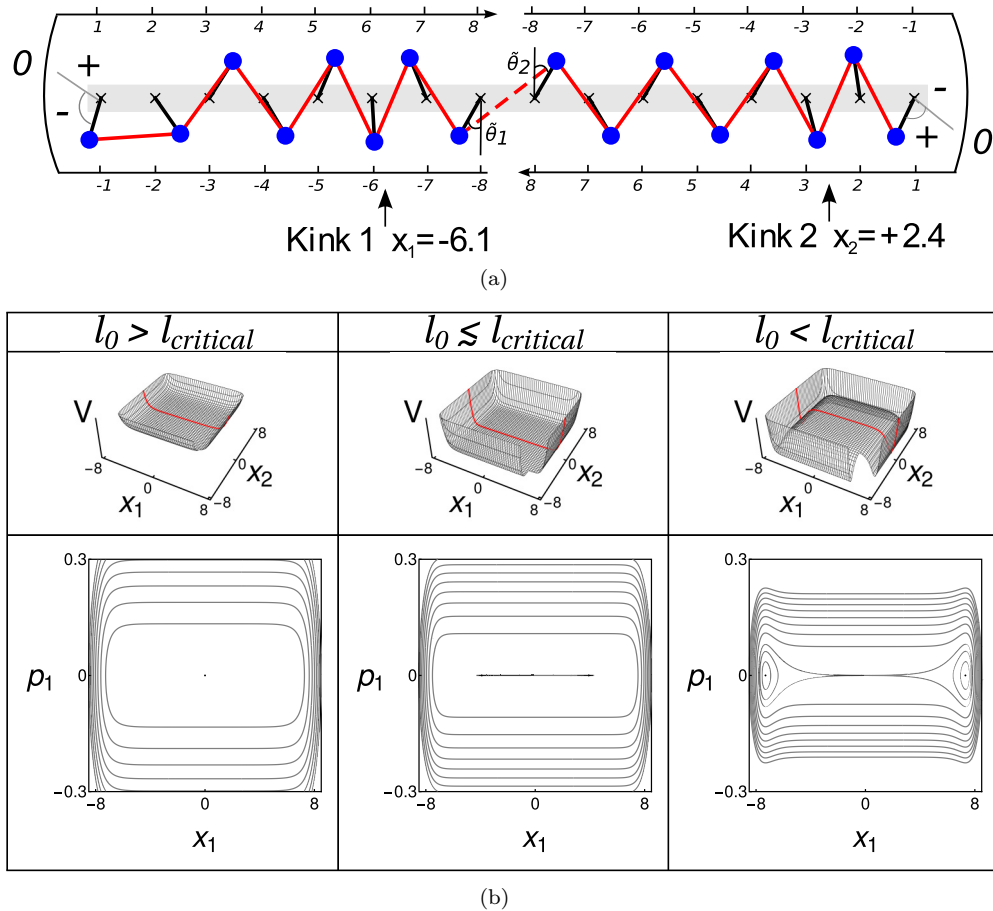 1 2 3 4 5 6 7 8 -8 -7 -6 -5 -4 -3 -2 -1
0 + - θ̃₂ θ̃₁ - + 0
-1 -2 -3 -4 -5 -6 -7 -8 8 7 6 5 4 3 2 1
Kink 1 x₁=-6.1 Kink 2 x₂=+2.4
(a)
l₀ > l_critical l₀ ≲ l_critical l₀ < l_critical
V -8 0 8 x₁ -8 0 8 x₂ V -8 0 8 x₁ -8 0 8 x₂ V -8 0 8 x₁ -8 0 8 x₂
0.3 0.3 0.3
p₁ 0 p₁ 0 p₁ 0
-0.3 -0.3 -0.3
-8 0 8 -8 0 8 -8 0 8
x₁ x₁ x₁
(b)